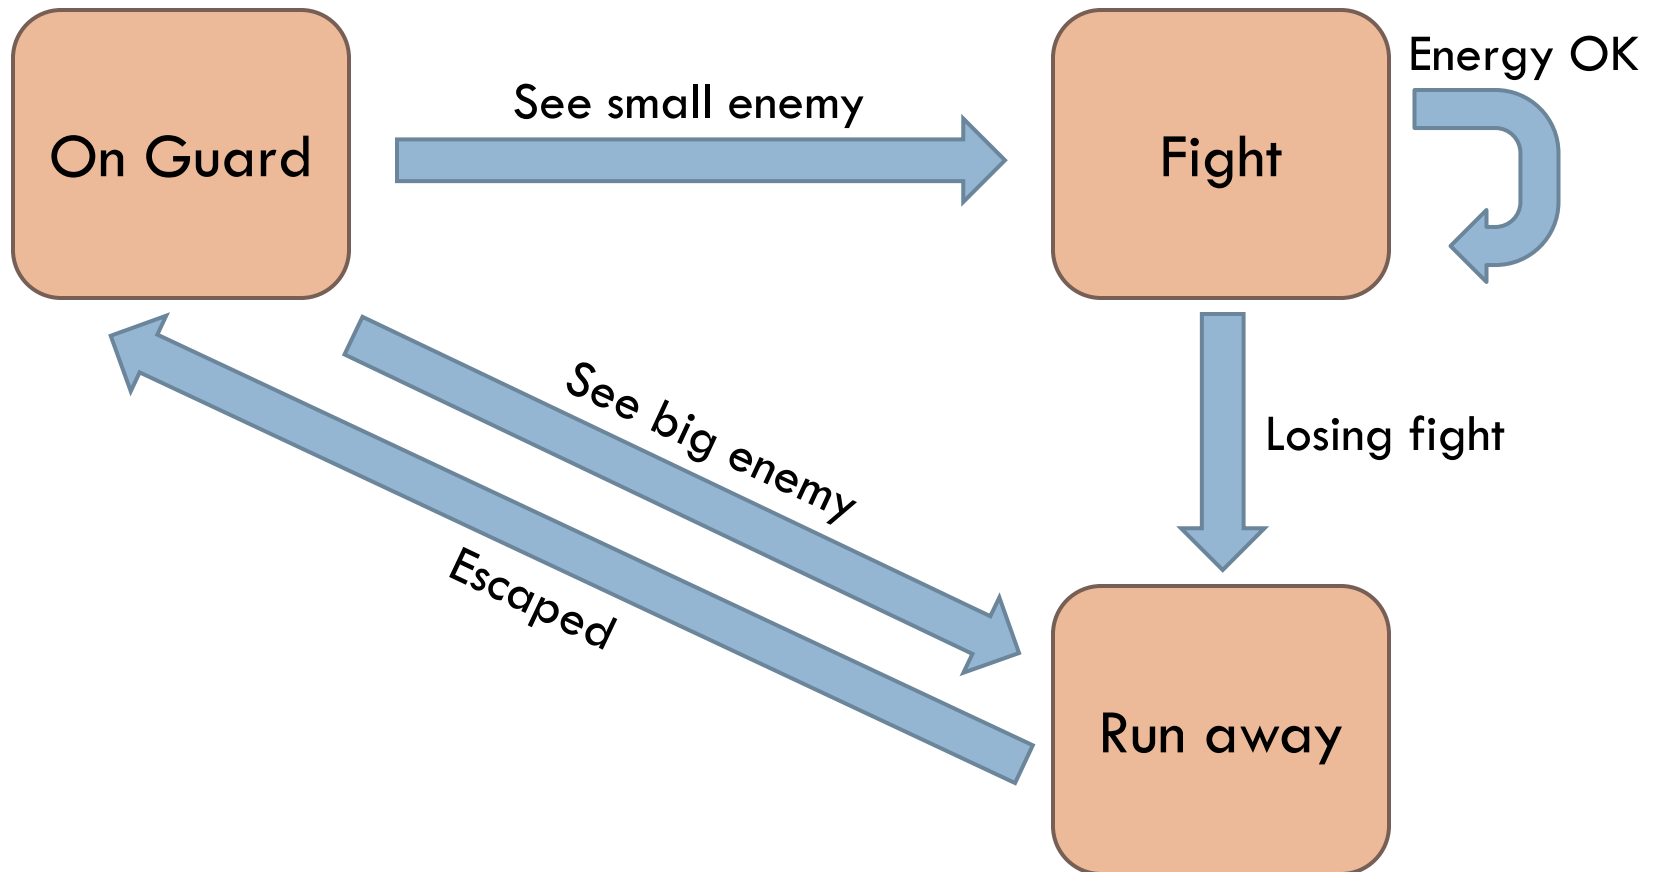 On Guard
See small enemy
Fight
Energy OK
See big enemy
Escaped
Losing fight
Run away